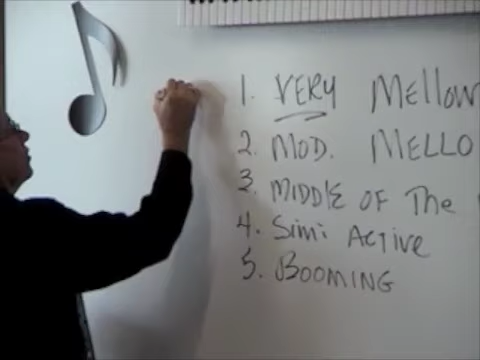 1. VERY Mellow
2. MOD. MELLO
3. MIDDLE OF The
4. Simi Active
5. BOOMING